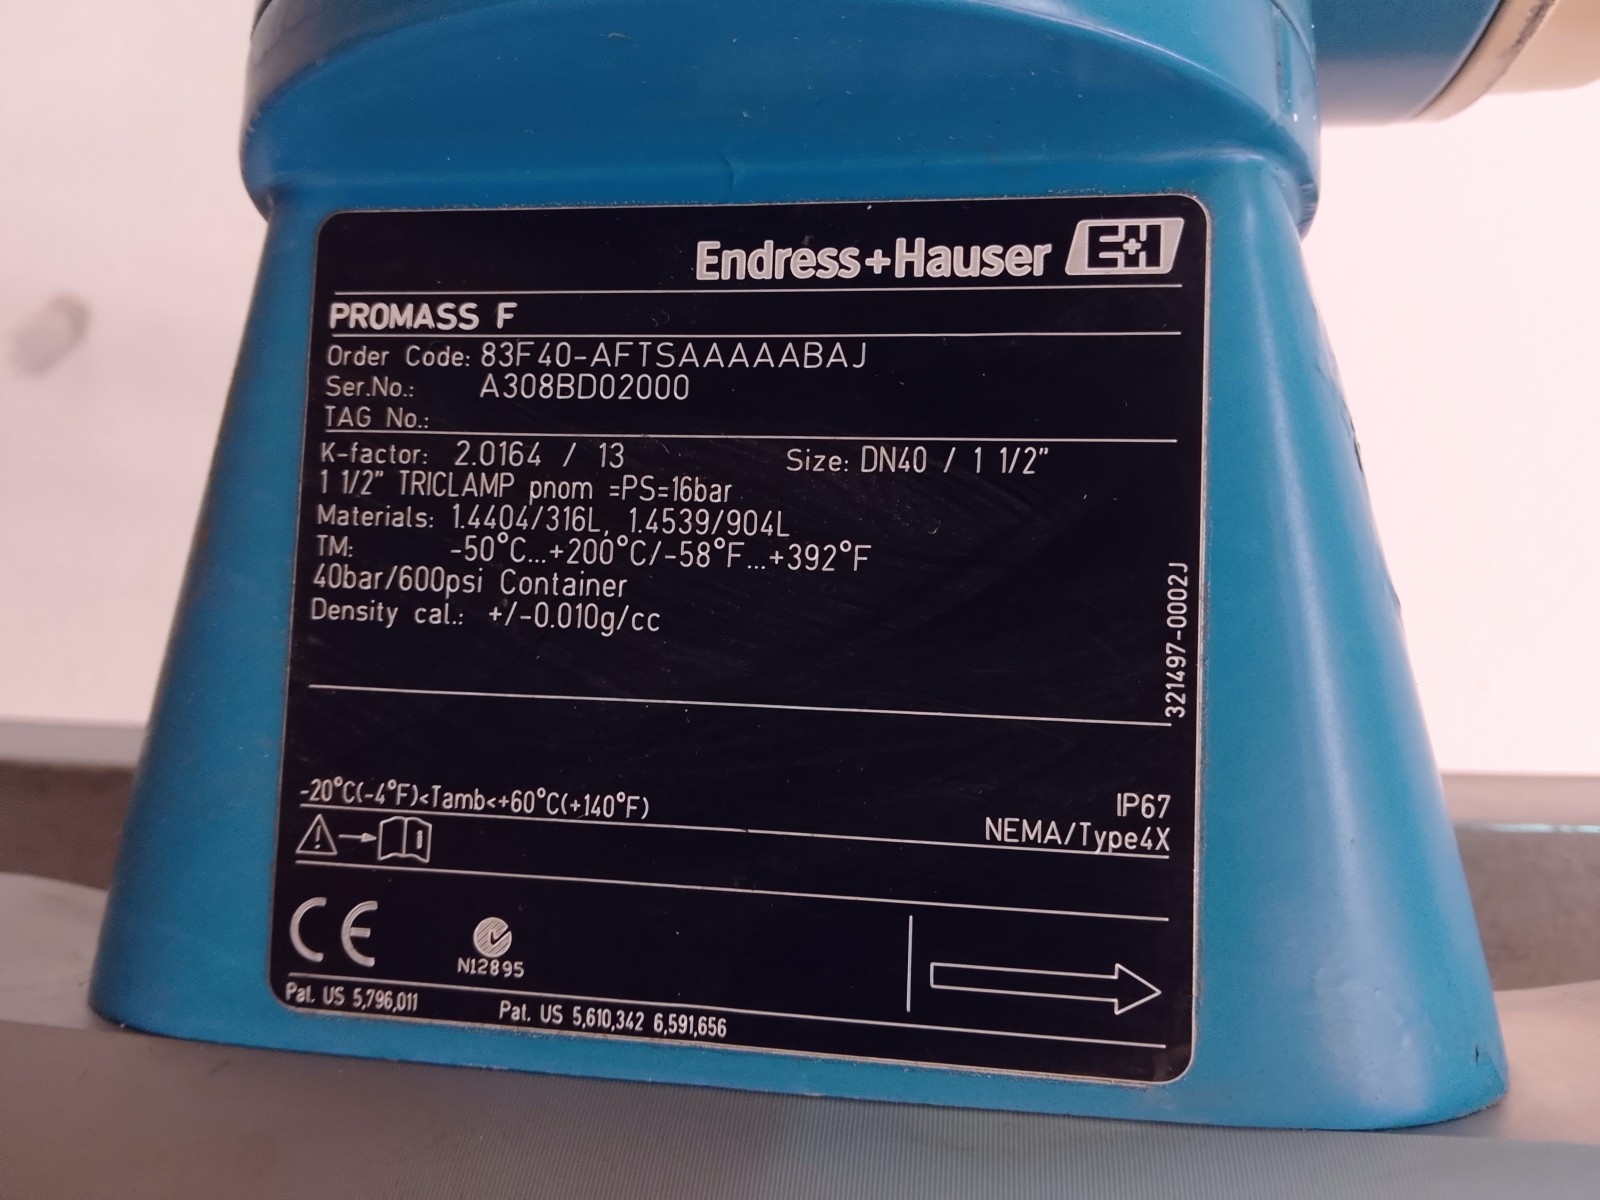 Endress+Hauser E+H
PROMASS F
Order Code: 83F40-AFTSAAAAABAJ
Ser.No.: A308BD02000
TAG No.:
K-factor: 2.0164 / 13 Size: DN40 / 1 1/2"
1 1/2" TRICLAMP pnom =PS=16bar
Materials: 1.4404/316L, 1.4539/904L
TM: -50°C...+200°C/-58°F...+392°F
40bar/600psi Container
Density cal.: +/-0.010g/cc
321497-0002J
-20°C(-4°F)<Tamb<+60°C(+140°F)
IP67
NEMA/Type4X
CE
N12895
Pat. US 5,796,011 Pat. US 5,610,342 6,591,656